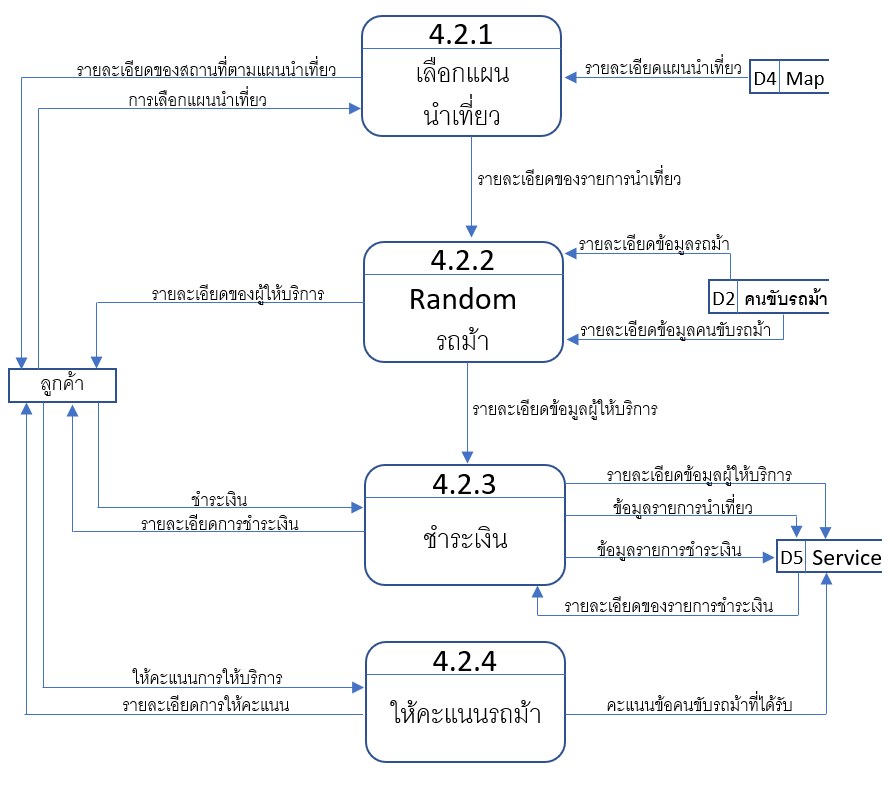 4.2.1
เลือกแผน
นำเที่ยว
รายละเอียดของสถานที่ตามแผนนำเที่ยว
การเลือกแผนนำเที่ยว
รายละเอียดแผนนำเที่ยว
D4 Map
รายละเอียดของรายการนำเที่ยว
4.2.2
Random
รถม้า
รายละเอียดข้อมูลรถม้า
D2 คนขับรถม้า
รายละเอียดข้อมูลคนขับรถม้า
รายละเอียดของผู้ให้บริการ
ลูกค้า
รายละเอียดข้อมูลผู้ให้บริการ
4.2.3
ชำระเงิน
ชำระเงิน
รายละเอียดการชำระเงิน
รายละเอียดข้อมูลผู้ให้บริการ
ข้อมูลรายการนำเที่ยว
ข้อมูลรายการชำระเงิน
D5 Service
รายละเอียดของรายการชำระเงิน
4.2.4
ให้คะแนนรถม้า
ให้คะแนนการให้บริการ
รายละเอียดการให้คะแนน
คะแนนข้อคนขับรถม้าที่ได้รับ